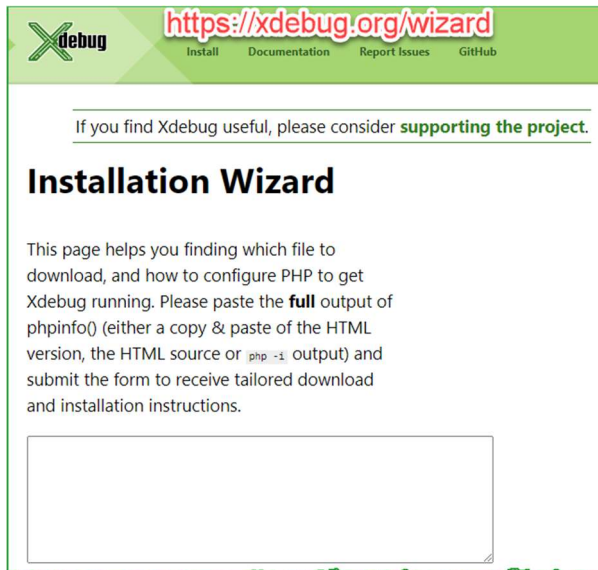 https://xdebug.org/wizard
Xdebug
Install Documentation Report Issues GitHub
If you find Xdebug useful, please consider supporting the project.
Installation Wizard
This page helps you finding which file to
download, and how to configure PHP to get
Xdebug running. Please paste the full output of
phpinfo() (either a copy & paste of the HTML
version, the HTML source or php -i output) and
submit the form to receive tailored download
and installation instructions.